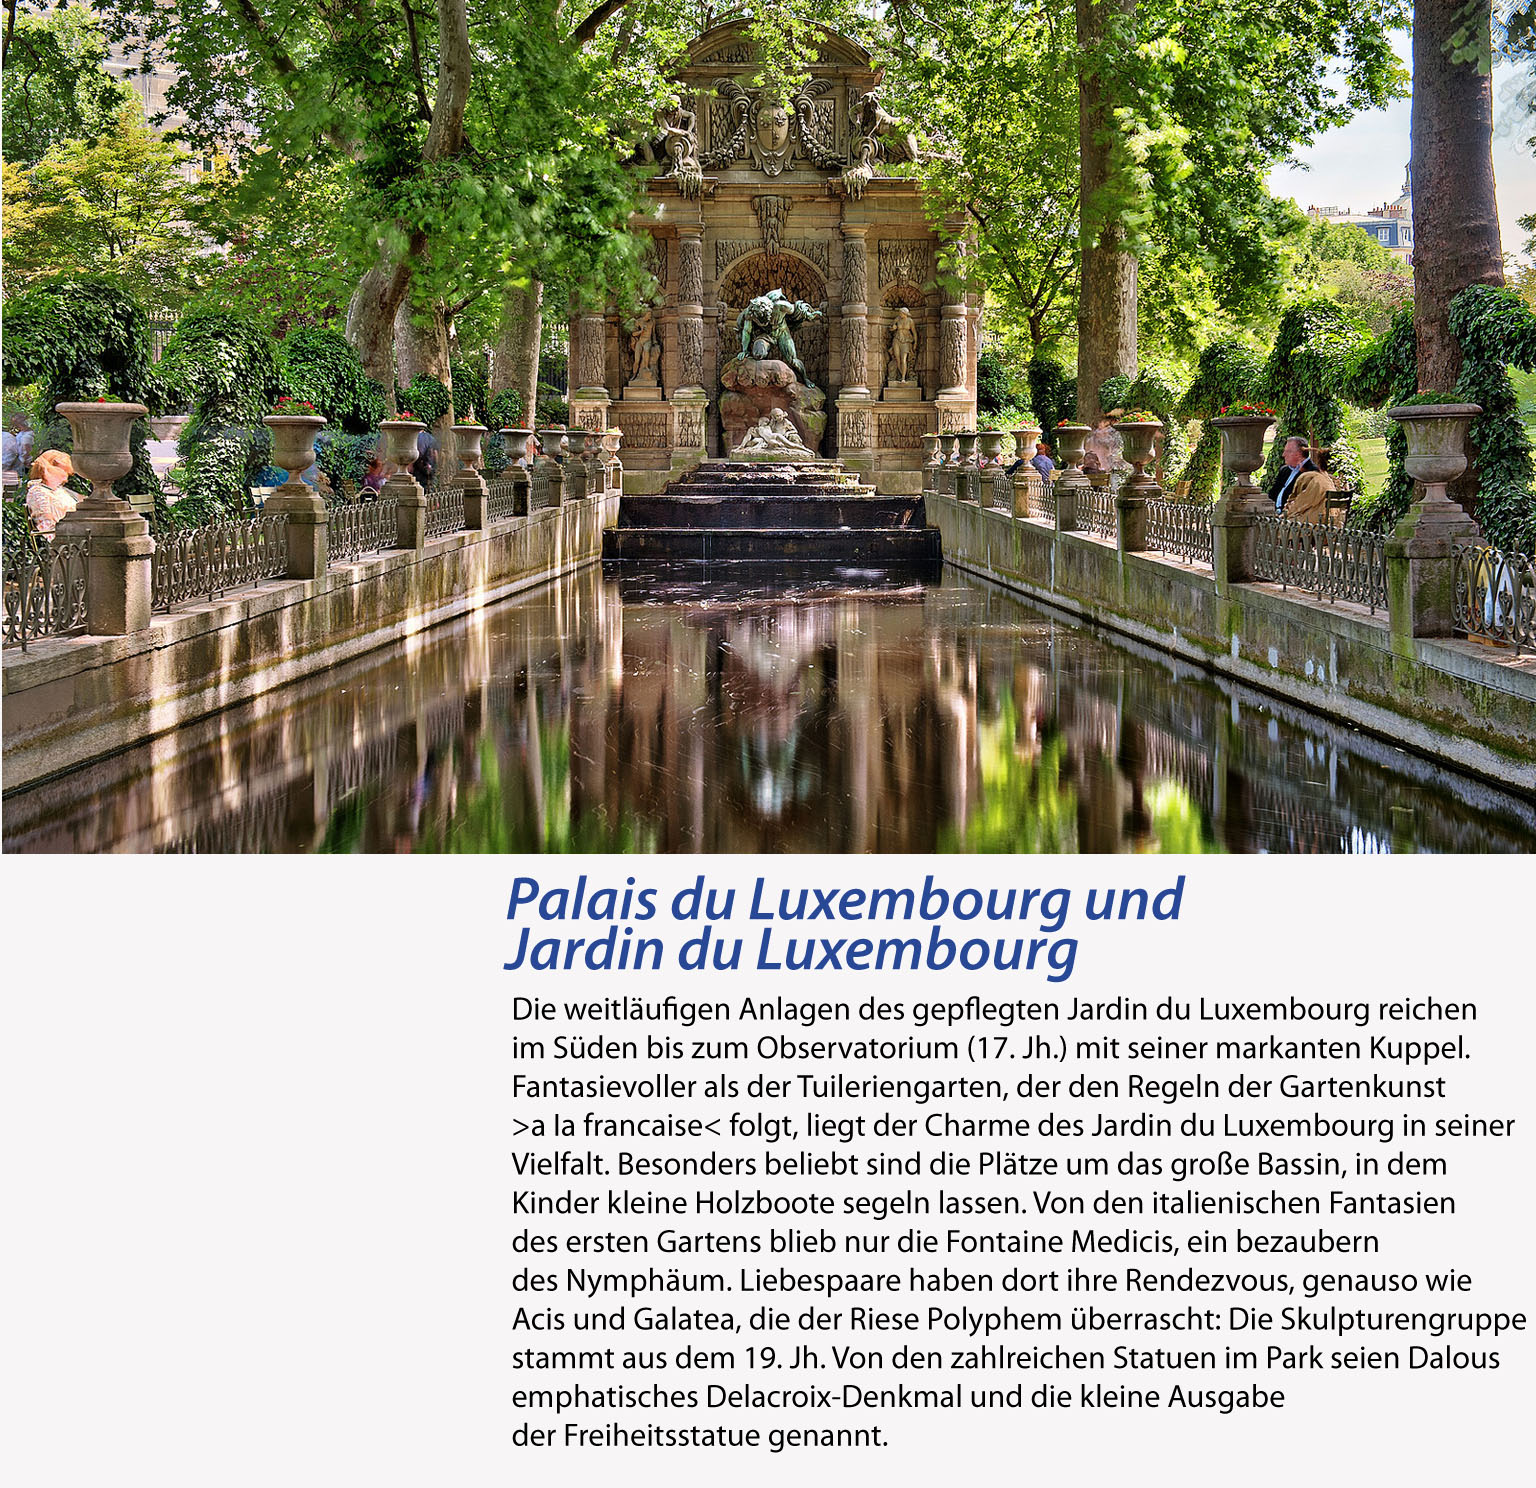 Palais du Luxembourg und
Jardin du Luxembourg
Die weitläufigen Anlagen des gepflegten Jardin du Luxembourg reichen
im Süden bis zum Observatorium (17. Jh.) mit seiner markanten Kuppel.
Fantasievoller als der Tuileriengarten, der den Regeln der Gartenkunst
>a la francaise< folgt, liegt der Charme des Jardin du Luxembourg in seiner
Vielfalt. Besonders beliebt sind die Plätze um das große Bassin, in dem
Kinder kleine Holzboote segeln lassen. Von den italienischen Fantasien
des ersten Gartens blieb nur die Fontaine Medicis, ein bezaubern
des Nymphäum. Liebespaare haben dort ihre Rendezvous, genauso wie
Acis und Galatea, die der Riese Polyphem überrascht: Die Skulpturengruppe
stammt aus dem 19. Jh. Von den zahlreichen Statuen im Park seien Dalous
emphatisches Delacroix-Denkmal und die kleine Ausgabe
der Freiheitsstatue genannt.